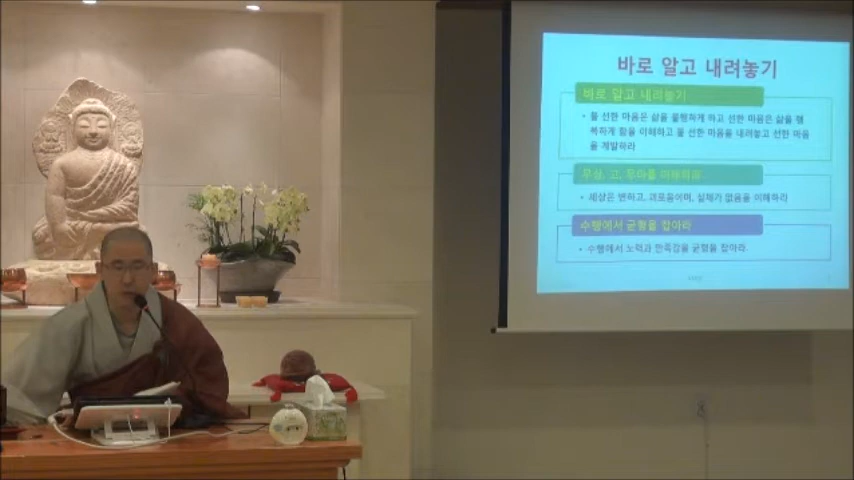 바로 알고 내려놓기
바로 알고 내려놓기
• 불 선한 마음은 삶을 불행하게 하고 선한 마음은 삶을 행
복하게 함을 이해하고 불 선한 마음을 내려놓고 선한 마음
을 계발하라
무상, 고, 무아를 이해하라.
• 세상은 변하고, 괴로움이며, 실체가 없음을 이해하라
수행에서 균형을 잡아라
• 수행에서 노력과 만족감을 균형을 잡아라.